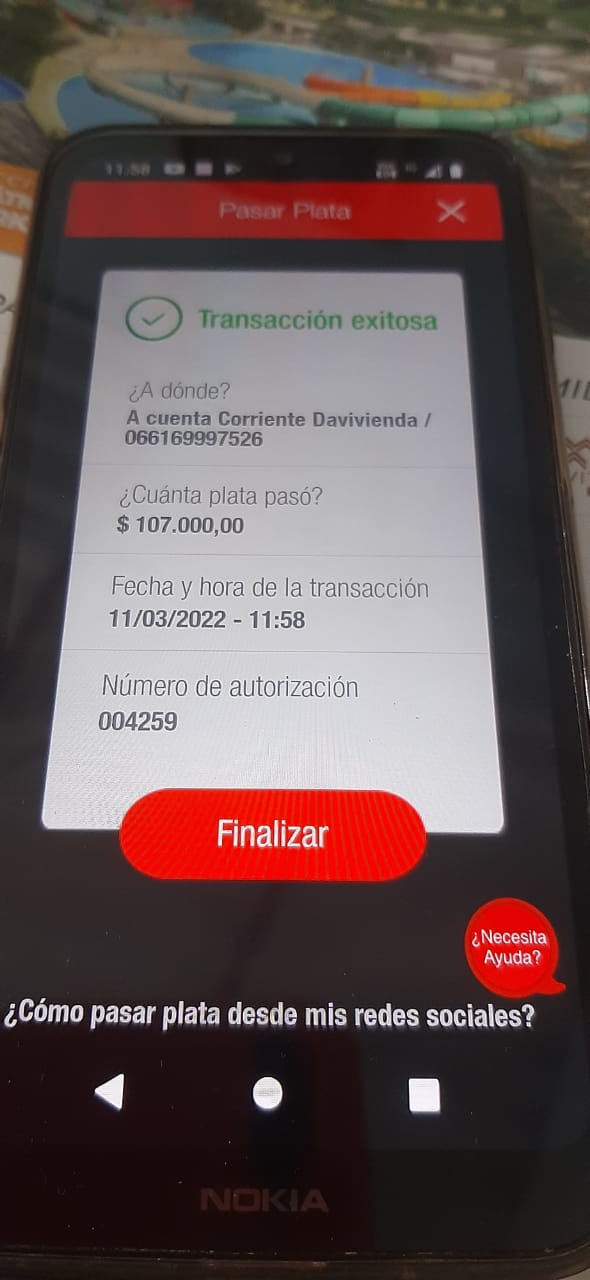 11:58
Pasar Plata
Transacción exitosa
¿A dónde?
A cuenta Corriente Davivienda /
066169997526
¿Cuánta plata pasó?
$ 107.000,00
Fecha y hora de la transacción
11/03/2022 - 11:58
Número de autorización
004259
Finalizar
¿Necesita
Ayuda?
¿Cómo pasar plata desde mis redes sociales?
NOKIA